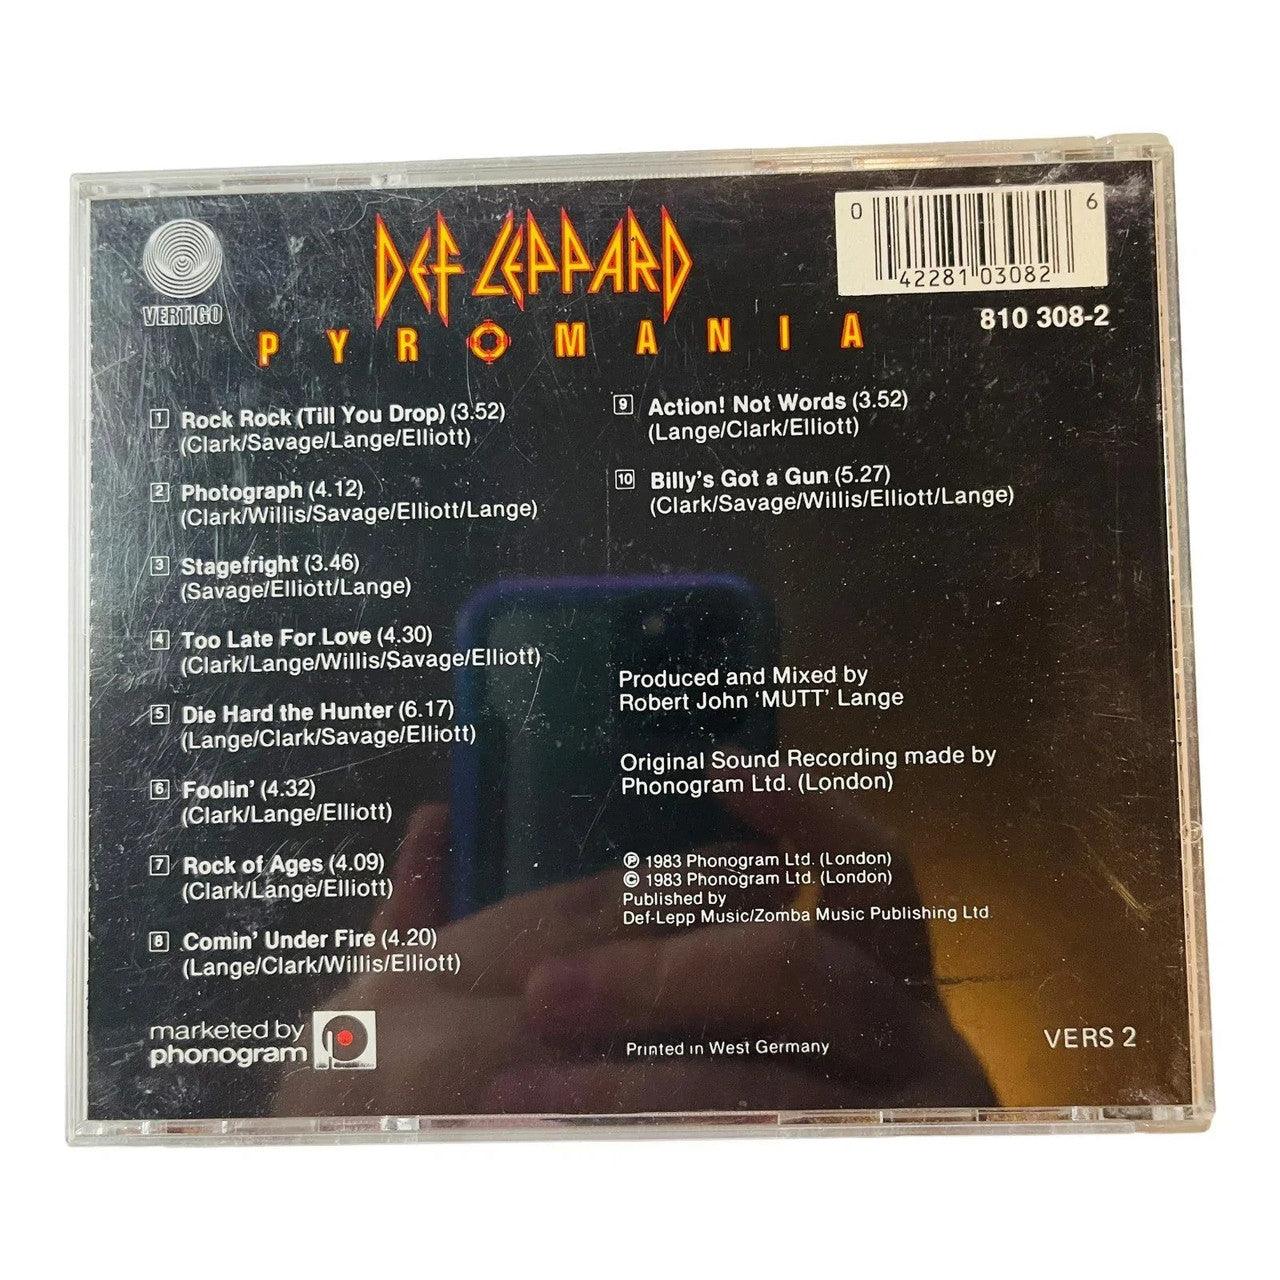 VERTIGO
DEF LEPPARD
PYROMANIA
0 42281 03082 6
810 308-2
1 Rock Rock (Till You Drop) (3.52)
(Clark/Savage/Lange/Elliott)
2 Photograph (4.12)
(Clark/Willis/Savage/Elliott/Lange)
3 Stagefright (3.46)
(Savage/Elliott/Lange)
4 Too Late For Love (4.30)
(Clark/Lange/Willis/Savage/Elliott)
5 Die Hard the Hunter (6.17)
(Lange/Clark/Savage/Elliott)
6 Foolin' (4.32)
(Clark/Lange/Elliott)
7 Rock of Ages (4.09)
(Clark/Lange/Elliott)
8 Comin' Under Fire (4.20)
(Lange/Clark/Willis/Elliott)
9 Action! Not Words (3.52)
(Lange/Clark/Elliott)
10 Billy's Got a Gun (5.27)
(Clark/Savage/Willis/Elliott/Lange)
Produced and Mixed by
Robert John 'MUTT' Lange
Original Sound Recording made by
Phonogram Ltd. (London)
℗ 1983 Phonogram Ltd. (London)
© 1983 Phonogram Ltd. (London)
Published by
Def-Lepp Music/Zomba Music Publishing Ltd.
marketed by
phonogram
Printed in West Germany
VERS 2